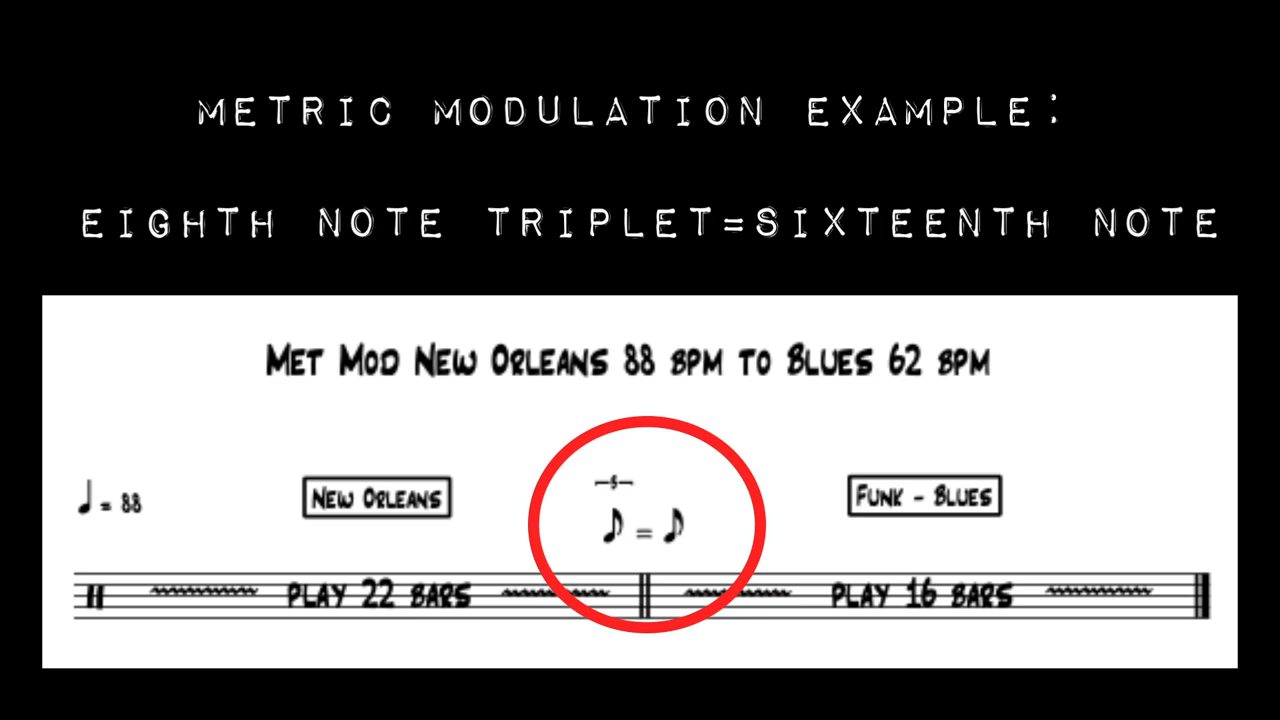 METRIC MODULATION EXAMPLE:
EIGHTH NOTE TRIPLET=SIXTEENTH NOTE
MET MOD NEW ORLEANS 88 BPM TO BLUES 62 BPM
♩ = 88
NEW ORLEANS
♪ = ♪
FUNK - BLUES
PLAY 22 BARS
PLAY 16 BARS